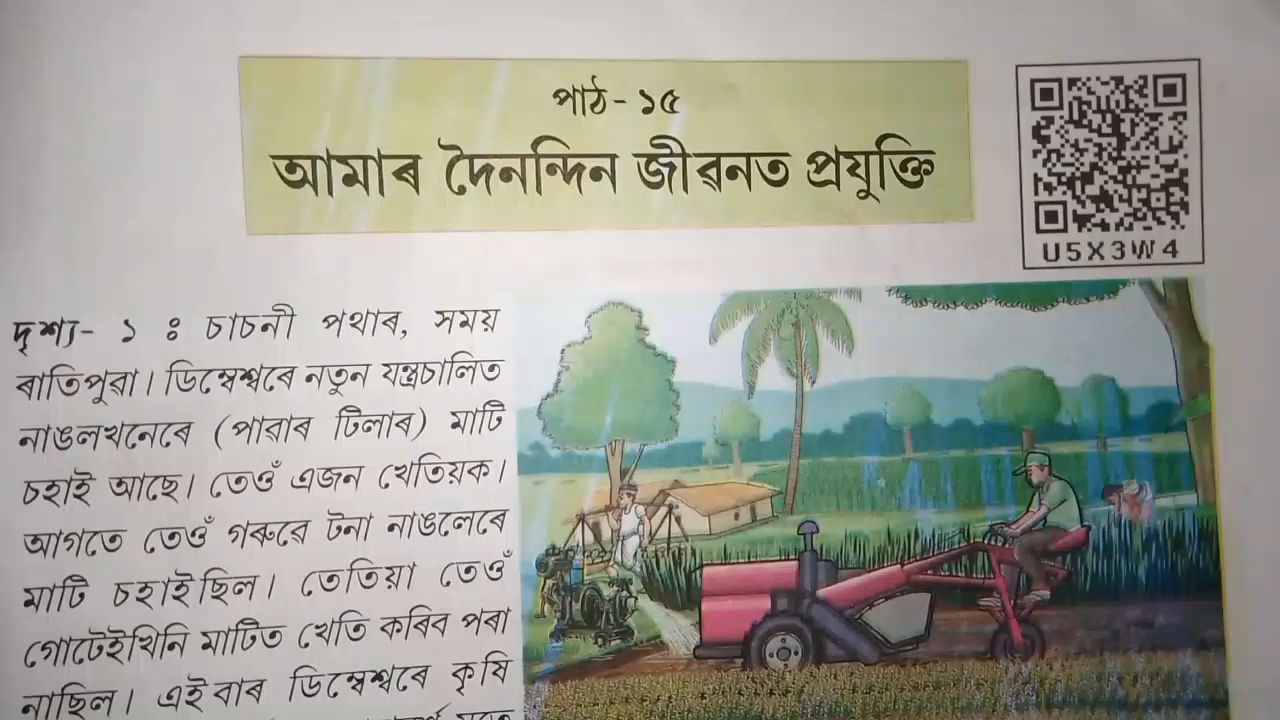 পাঠ- ১৫
আমাৰ দৈনন্দিন জীৱনত প্ৰযুক্তি
U5X3W4
দৃশ্য- ১ ঃ চাচনী পথাৰ, সময়
ৰাতিপুৱা। ডিম্বেশ্বৰে নতুন যন্ত্ৰচালিত
নাঙলখনেৰে (পাৱাৰ টিলাৰ) মাটি
চহাই আছে। তেওঁ এজন খেতিয়ক।
আগতে তেওঁ গৰুৱে টনা নাঙলেৰে
মাটি চহাইছিল। তেতিয়া তেওঁ
গোটেইখিনি মাটিত খেতি কৰিব পৰা
নাছিল। এইবাৰ ডিম্বেশ্বৰে কৃষি